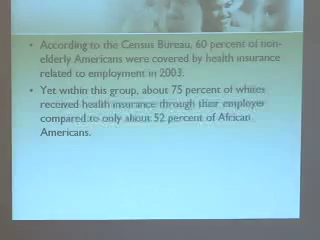 • According to the Census Bureau, 60 percent of non-
elderly Americans were covered by health insurance
related to employment in 2003.
• Yet within this group, about 75 percent of whites
received health insurance through their employer
compared to only about 52 percent of African
Americans.